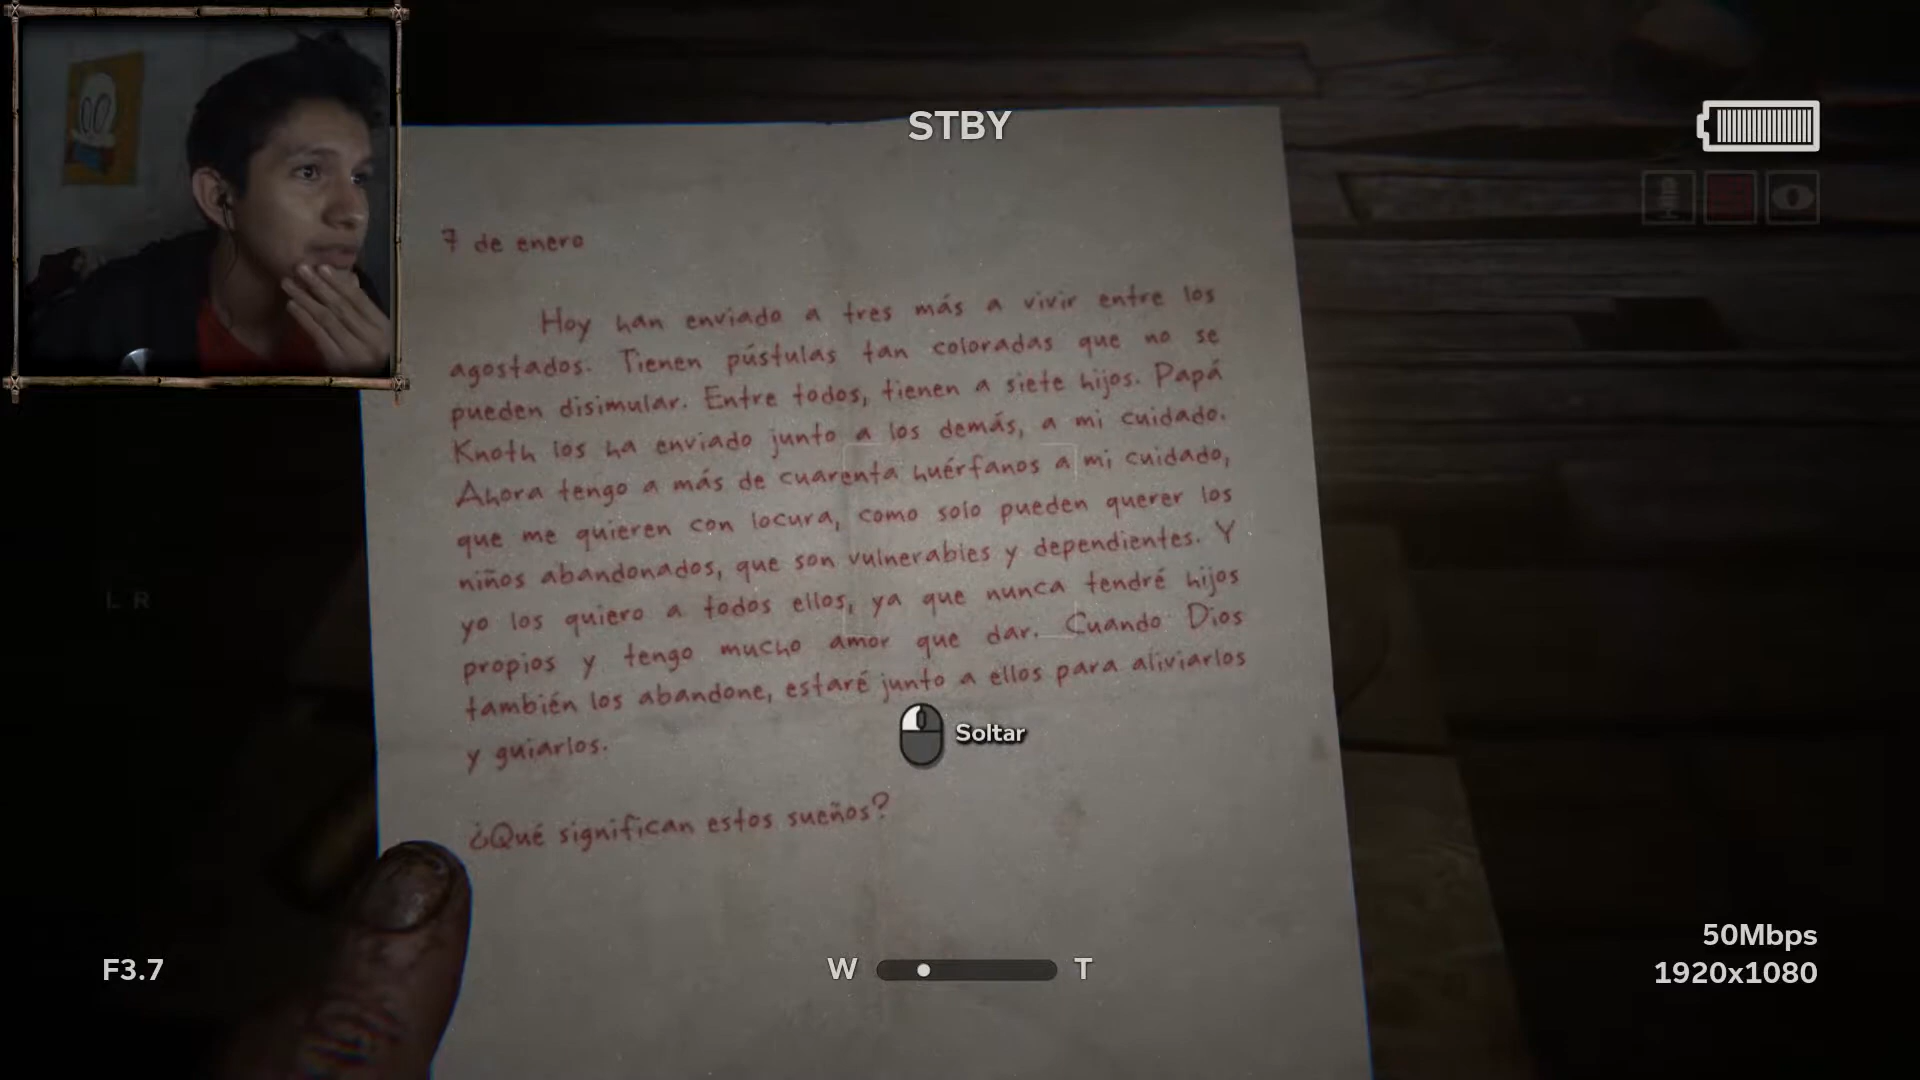 STBY
7 de enero
Hoy han enviado a tres más a vivir entre los
agostados. Tienen pústulas tan coloradas que no se
pueden disimular. Entre todos, tienen a siete hijos. Papá
Knoth los ha enviado junto a los demás, a mi cuidado.
Ahora tengo a más de cuarenta huérfanos a mi cuidado,
que me quieren con locura, como solo pueden querer los
niños abandonados, que son vulnerables y dependientes. Y
yo los quiero a todos ellos, ya que nunca tendré hijos
propios y tengo mucho amor que dar. Cuando Dios
también los abandone, estaré junto a ellos para aliviarlos
y guiarlos.
Soltar
¿Qué significan estos sueños?
L R
F3.7
W T
50Mbps
1920x1080